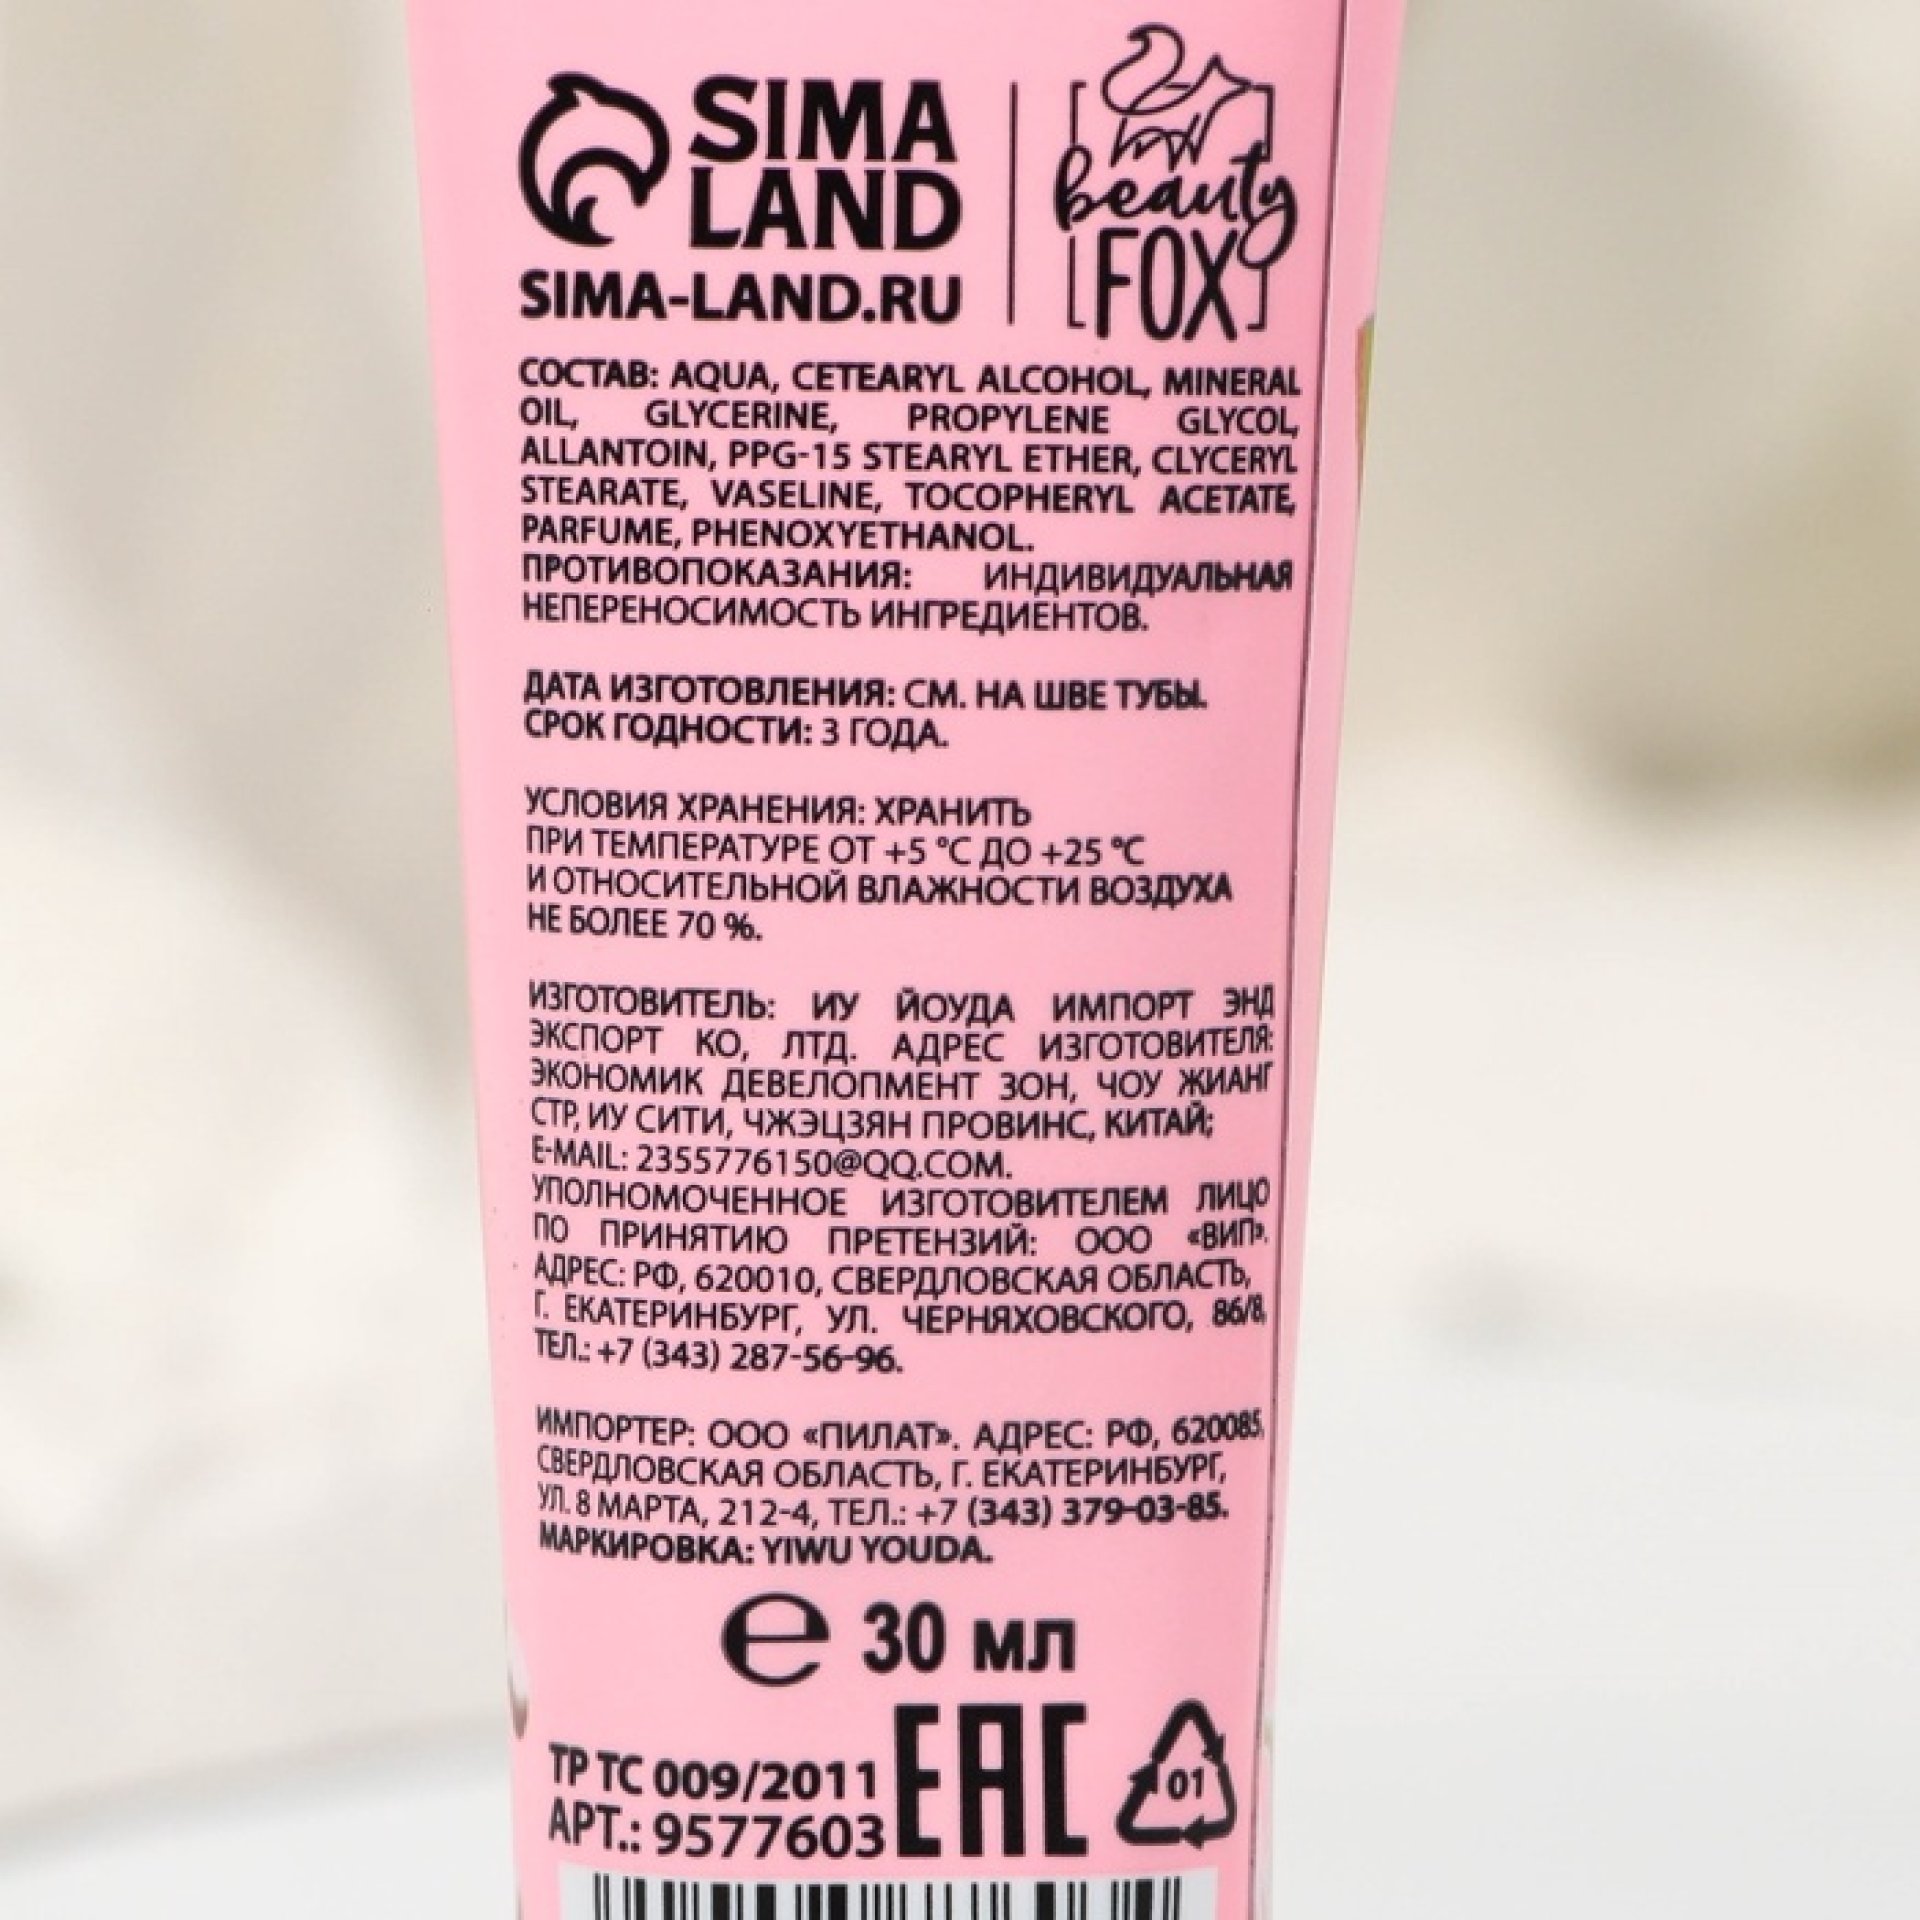 SIMA
LAND
SIMA-LAND.RU
beauty
FOX
СОСТАВ: AQUA, CETEARYL ALCOHOL, MINERAL
OIL, GLYCERINE, PROPYLENE GLYCOL,
ALLANTOIN, PPG-15 STEARYL ETHER, CLYCERYL
STEARATE, VASELINE, TOCOPHERYL ACETATE,
PARFUME, PHENOXYETHANOL.
ПРОТИВОПОКАЗАНИЯ: ИНДИВИДУАЛЬНАЯ
НЕПЕРЕНОСИМОСТЬ ИНГРЕДИЕНТОВ.
ДАТА ИЗГОТОВЛЕНИЯ: СМ. НА ШВЕ ТУБЫ.
СРОК ГОДНОСТИ: 3 ГОДА.
УСЛОВИЯ ХРАНЕНИЯ: ХРАНИТЬ
ПРИ ТЕМПЕРАТУРЕ ОТ +5 °C ДО +25 °C
И ОТНОСИТЕЛЬНОЙ ВЛАЖНОСТИ ВОЗДУХА
НЕ БОЛЕЕ 70 %.
ИЗГОТОВИТЕЛЬ: ИУ ЙОУДА ИМПОРТ ЭНД
ЭКСПОРТ КО, ЛТД. АДРЕС ИЗГОТОВИТЕЛЯ:
ЭКОНОМИК ДЕВЕЛОПМЕНТ ЗОН, ЧОУ ЖИАНГ
СТР, ИУ СИТИ, ЧЖЭЦЗЯН ПРОВИНС, КИТАЙ;
E-MAIL: 2355776150@QQ.COM.
УПОЛНОМОЧЕННОЕ ИЗГОТОВИТЕЛЕМ ЛИЦО
ПО ПРИНЯТИЮ ПРЕТЕНЗИЙ: ООО «ВИП».
АДРЕС: РФ, 620010, СВЕРДЛОВСКАЯ ОБЛАСТЬ,
Г. ЕКАТЕРИНБУРГ, УЛ. ЧЕРНЯХОВСКОГО, 86/8,
ТЕЛ.: +7 (343) 287-56-96.
ИМПОРТЕР: ООО «ПИЛАТ». АДРЕС: РФ, 620085,
СВЕРДЛОВСКАЯ ОБЛАСТЬ, Г. ЕКАТЕРИНБУРГ,
УЛ. 8 МАРТА, 212-4, ТЕЛ.: +7 (343) 379-03-85.
МАРКИРОВКА: YIWU YOUDA.
e 30 мл
ТР ТС 009/2011
АРТ.: 9577603
EAC
01